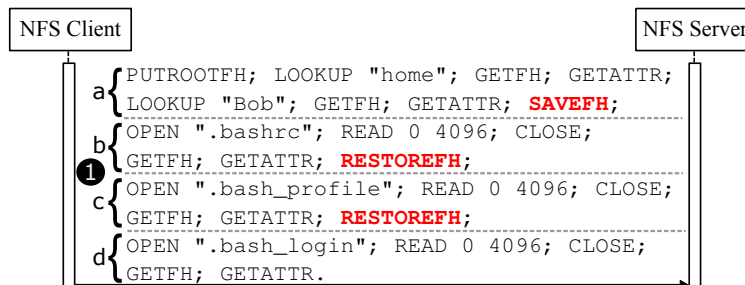 NFS Client
NFS Server
a
PUTROOTFH; LOOKUP "home"; GETFH; GETATTR;
LOOKUP "Bob"; GETFH; GETATTR; SAVEFH;
b
OPEN ".bashrc"; READ 0 4096; CLOSE;
GETFH; GETATTR; RESTOREFH;
1
c
OPEN ".bash_profile"; READ 0 4096; CLOSE;
GETFH; GETATTR; RESTOREFH;
d
OPEN ".bash_login"; READ 0 4096; CLOSE;
GETFH; GETATTR.